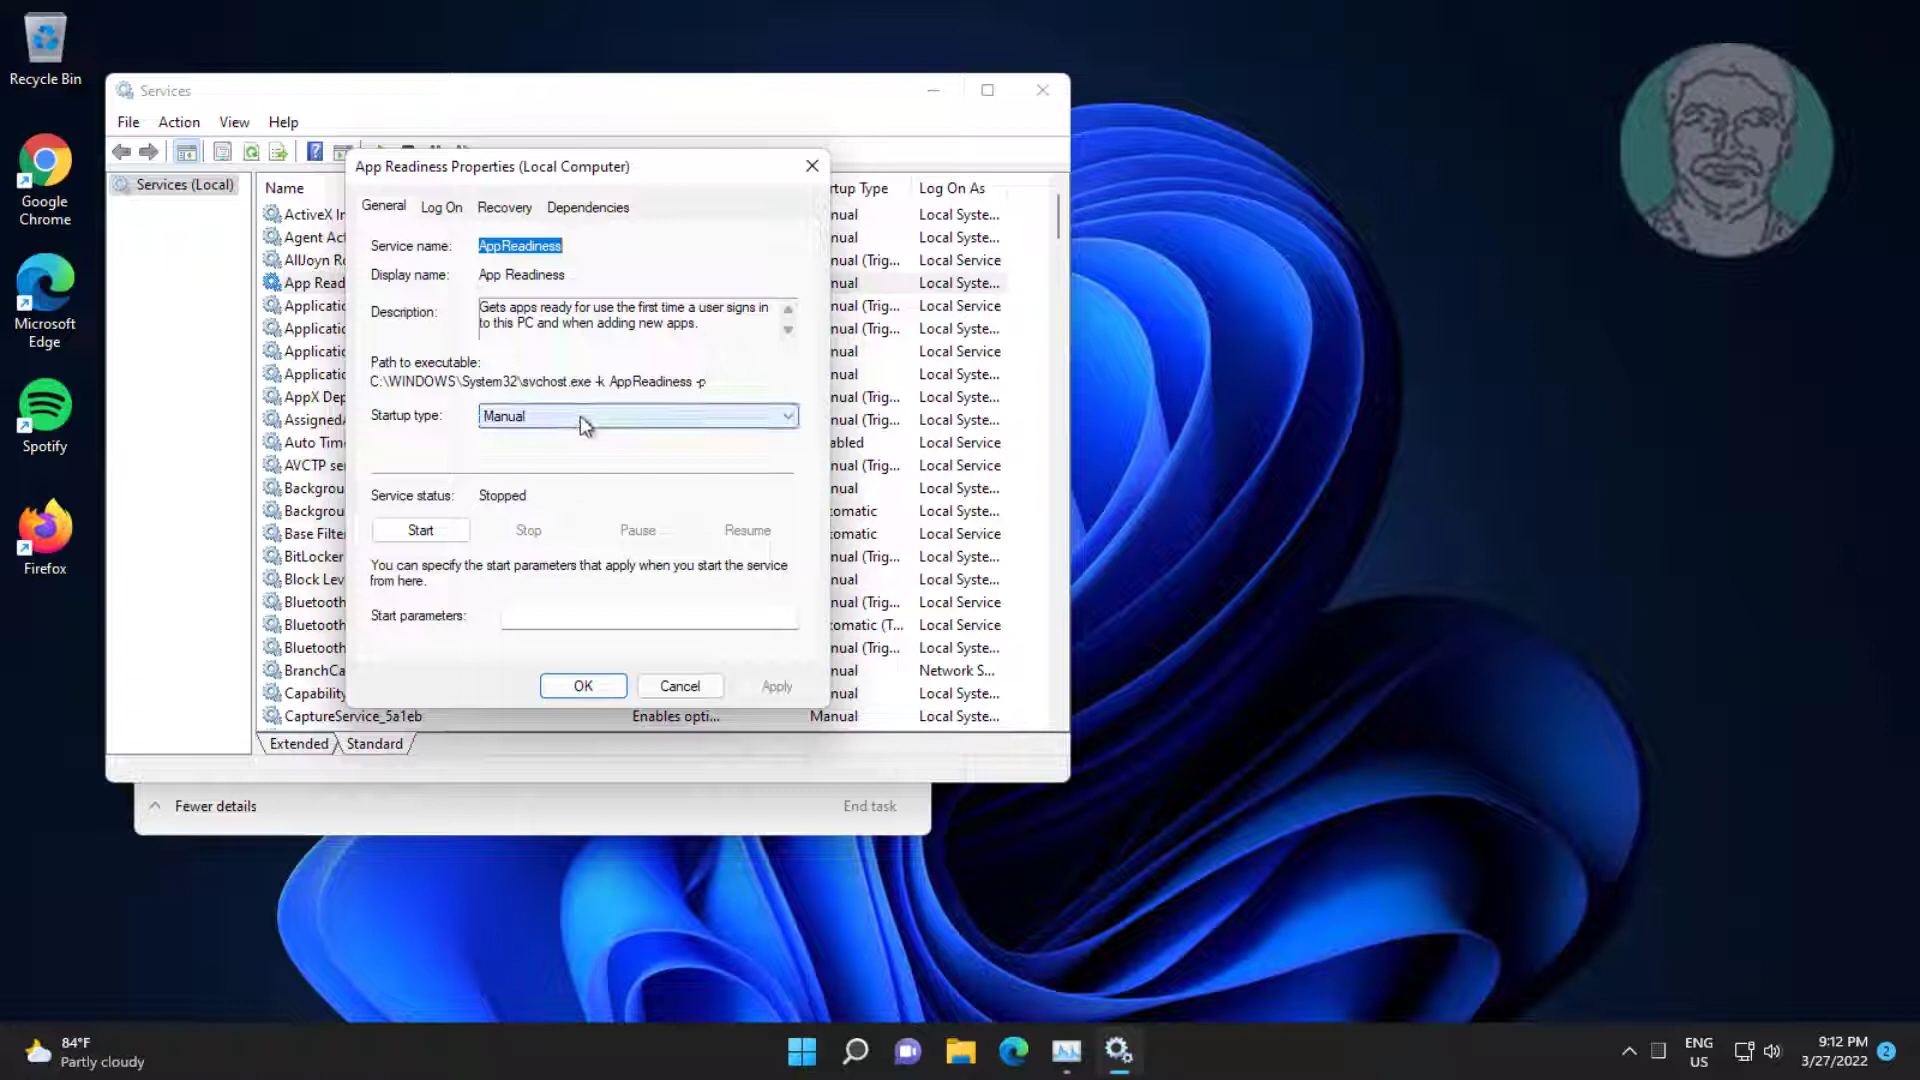 Recycle Bin
Google
Chrome
Microsoft
Edge
Spotify
Firefox
Services
File Action View Help
Services (Local)
Name
App Readiness Properties (Local Computer)
General Log On Recovery Dependencies
Service name: AppReadiness
Display name: App Readiness
Description: Gets apps ready for use the first time a user signs in
to this PC and when adding new apps.
Path to executable:
C:\WINDOWS\System32\svchost.exe -k AppReadiness -p
Startup type: Manual
Service status: Stopped
Start Stop Pause Resume
You can specify the start parameters that apply when you start the service
from here.
Start parameters:
OK Cancel Apply
rtup Type Log On As
ActiveX In nual Local Syste...
Agent Act nual Local Syste...
AllJoyn Ro nual (Trig... Local Service
App Read nual Local Syste...
Applicatio nual (Trig... Local Service
Applicatio nual (Trig... Local Syste...
Applicatio nual Local Service
Applicatio nual Local Syste...
AppX Dep nual (Trig... Local Syste...
AssignedA nual (Trig... Local Syste...
Auto Time abled Local Service
AVCTP se nual (Trig... Local Service
Backgrou nual Local Syste...
Backgrou omatic Local Syste...
Base Filte omatic Local Service
BitLocker nual (Trig... Local Syste...
Block Lev nual Local Syste...
Bluetooth nual (Trig... Local Service
Bluetooth omatic (T... Local Service
Bluetooth nual (Trig... Local Syste...
BranchCa nual Network S...
Capability nual Local Syste...
CaptureService_5a1eb Enables opti... Manual Local Syste...
Extended Standard
Fewer details End task
84°F
Partly cloudy
ENG
US
9:12 PM
3/27/2022
2